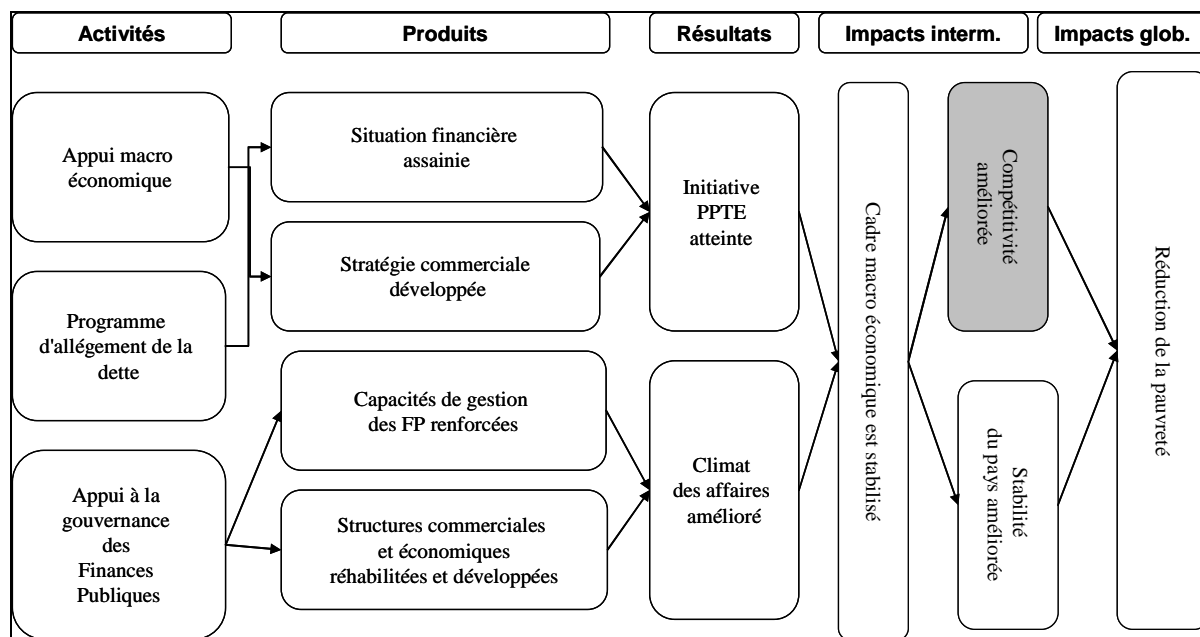 Activités
Produits
Résultats
Impacts interm.
Impacts glob.
Appui macro
économique
Programme
d'allégement de la
dette
Appui à la
gouvernance
des
Finances
Publiques
Situation financière
assainie
Stratégie commerciale
développée
Capacités de gestion
des FP renforcées
Structures commerciales
et économiques
réhabilitées et développées
Initiative
PPTE
atteinte
Climat
des affaires
amélioré
Cadre macro économique est stabilisé
Compétitivité
améliorée
Stabilité
du pays améliorée
Réduction de la pauvreté